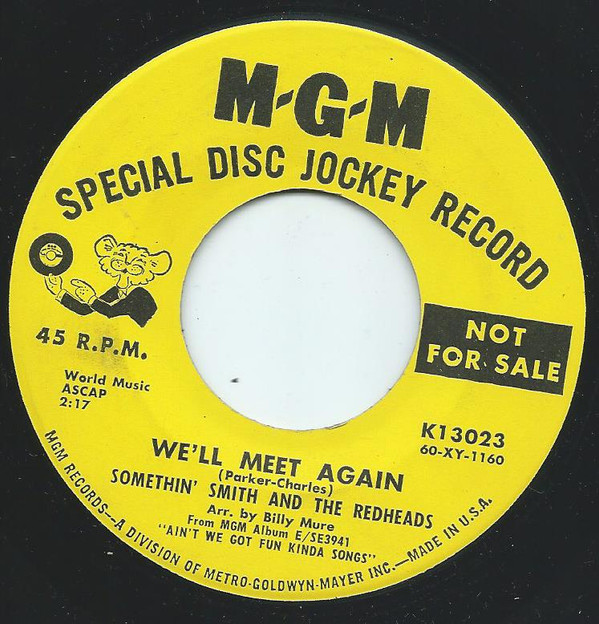 M-G-M
SPECIAL DISC JOCKEY RECORD
45 R.P.M.
World Music
ASCAP
2:17
NOT
FOR SALE
K13023
60-XY-1160
WE'LL MEET AGAIN
(Parker-Charles)
SOMETHIN' SMITH AND THE REDHEADS
Arr. by Billy Mure
From MGM Album E/SE3941
"AIN'T WE GOT FUN KINDA SONGS"
MGM RECORDS—A DIVISION OF METRO-GOLDWYN-MAYER INC.—MADE IN U.S.A.